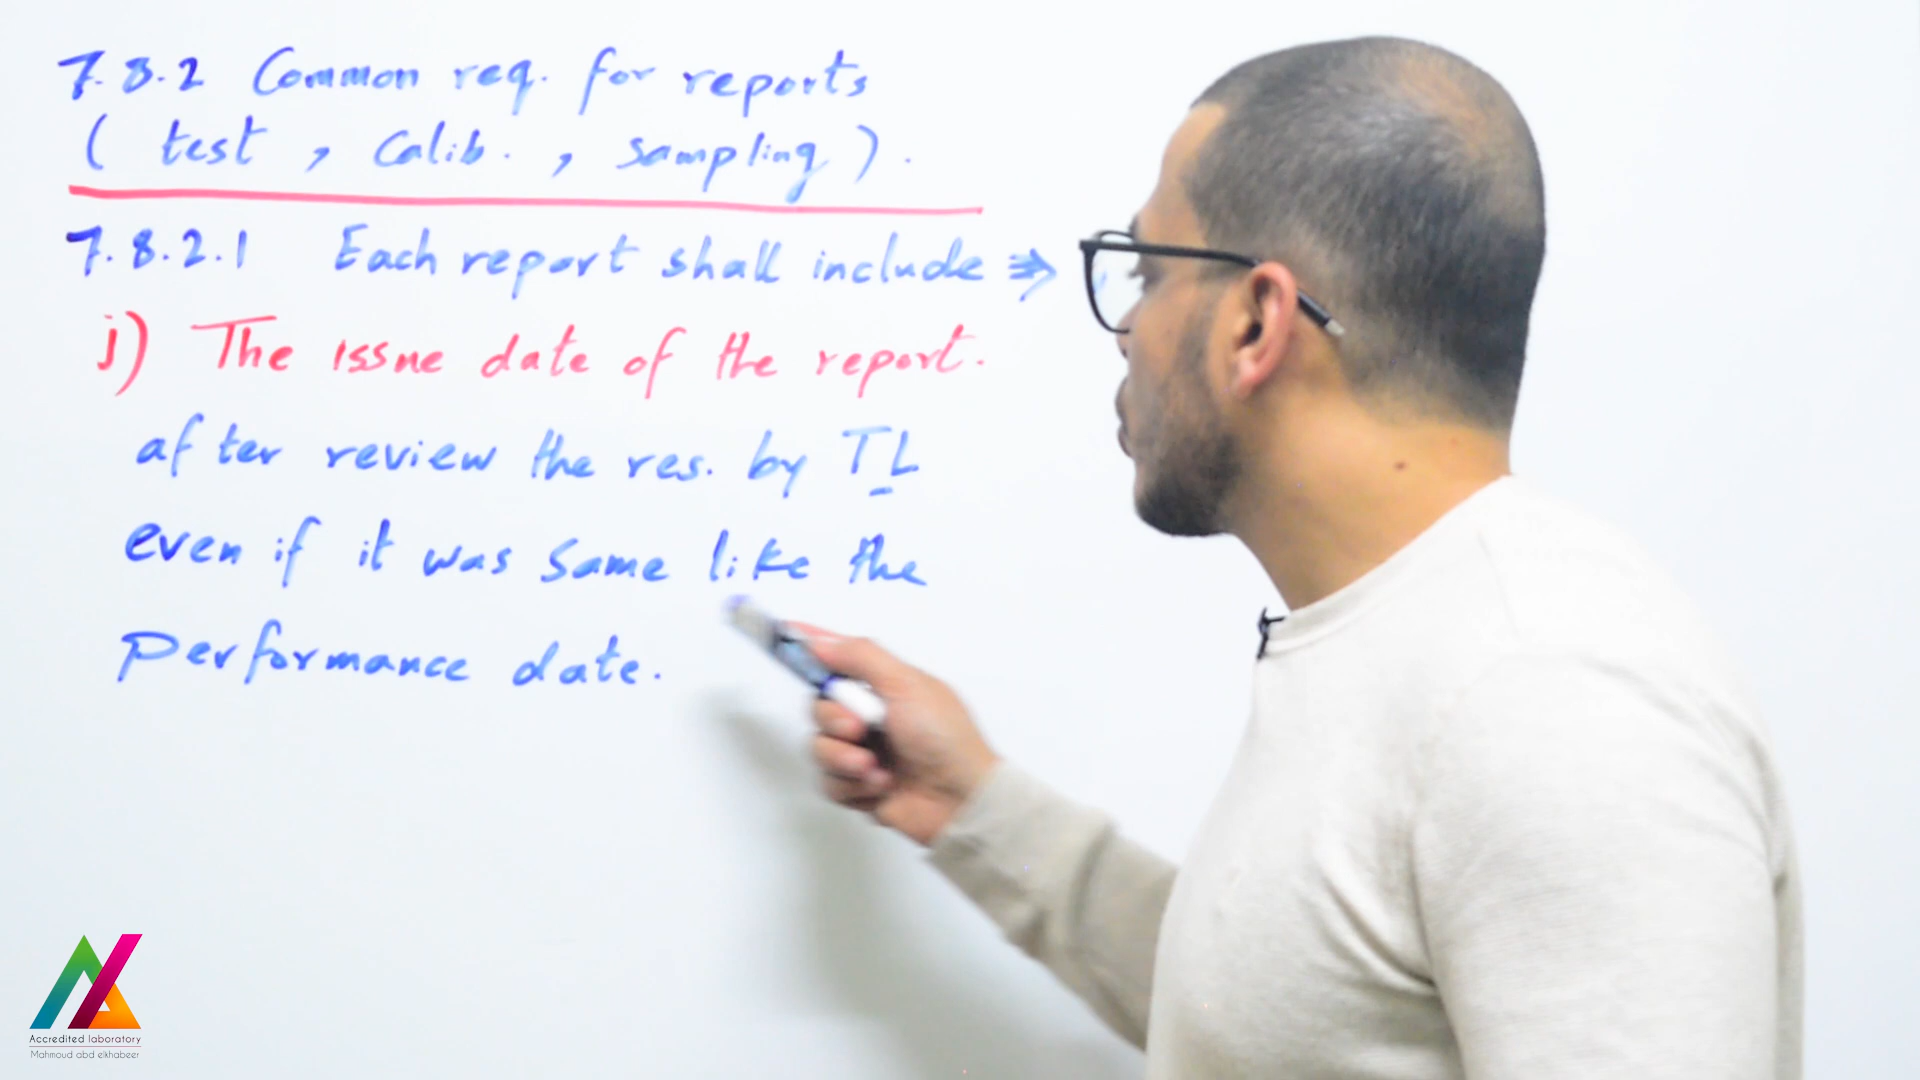 7.8.2 Common req. for reports
( test , Calib. , sampling ) .
7.8.2.1 Each report shall include ⇒
j) The issue date of the report.
after review the res. by TL
even if it was same like the
performance date.
Accredited laboratory
Mahmoud abd elkhabeer